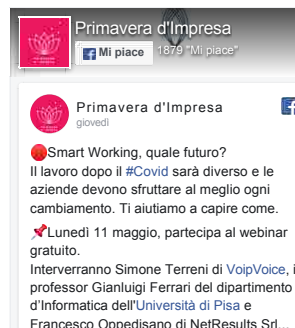 Primavera d'Impresa
Mi piace 1879 "Mi piace"
Primavera d'Impresa
giovedì
Smart Working, quale futuro?
Il lavoro dopo il #Covid sarà diverso e le
aziende devono sfruttare al meglio ogni
cambiamento. Ti aiutiamo a capire come.
Lunedì 11 maggio, partecipa al webinar
gratuito.
Interverranno Simone Terreni di VoipVoice, i
professor Gianluigi Ferrari del dipartimento
d'Informatica dell'Università di Pisa e
Francesco Oppedisano di NetResults Srl...